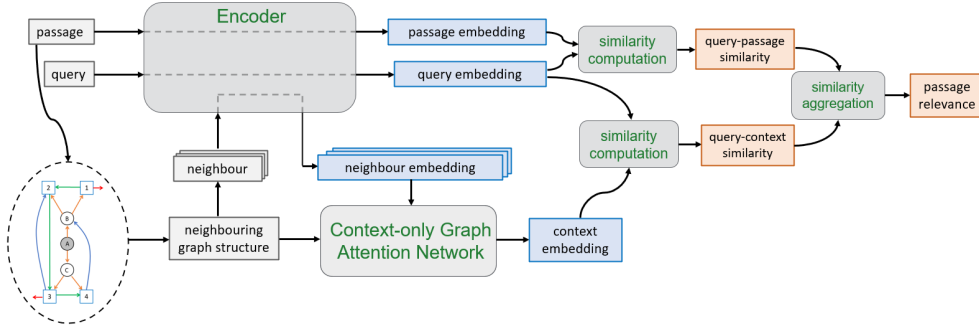 Encoder
passage
query
passage embedding
query embedding
similarity
computation
query-passage
similarity
similarity
aggregation
passage
relevance
similarity
computation
query-context
similarity
neighbour
neighbour embedding
neighbouring
graph structure
Context-only Graph
Attention Network
context
embedding
2
1
B
A
C
3
4